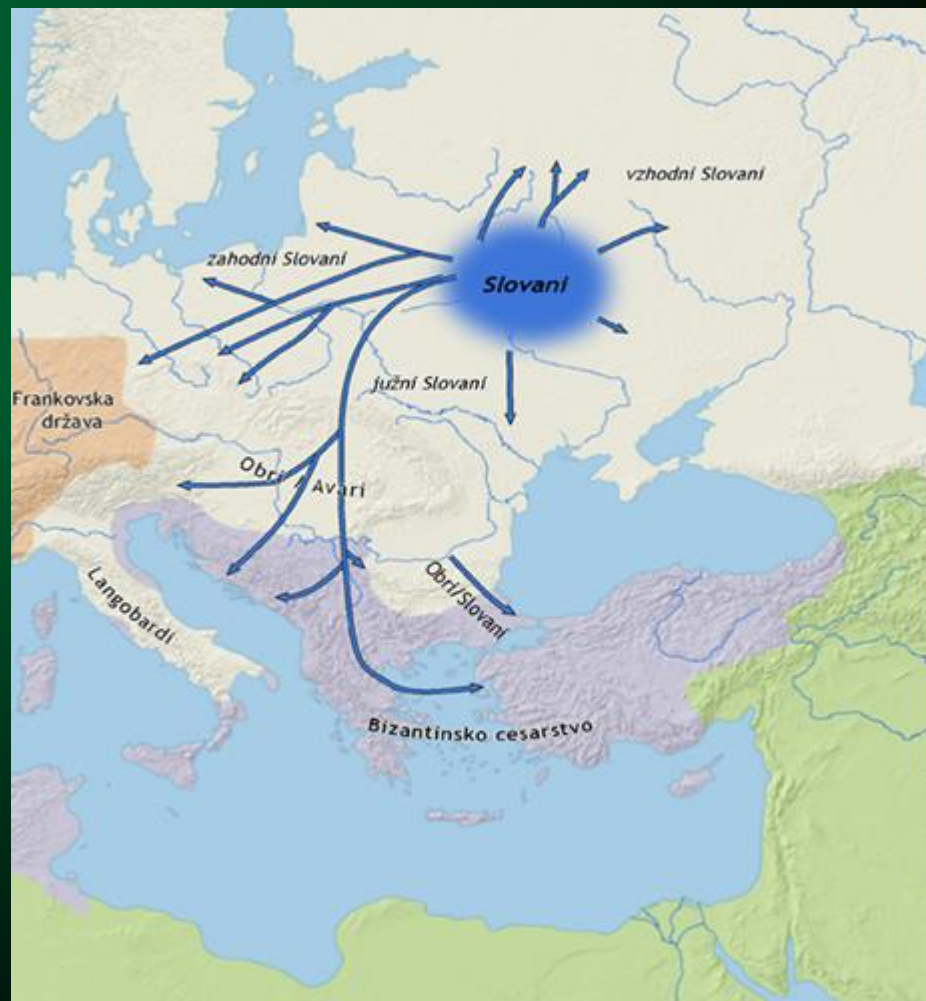 vzhodni Slovani
zahodni Slovani
Slovani
južni Slovani
Frankovska
država
Obri / Avari
Obri/Slovani
Langobardi
Bizantinsko cesarstvo